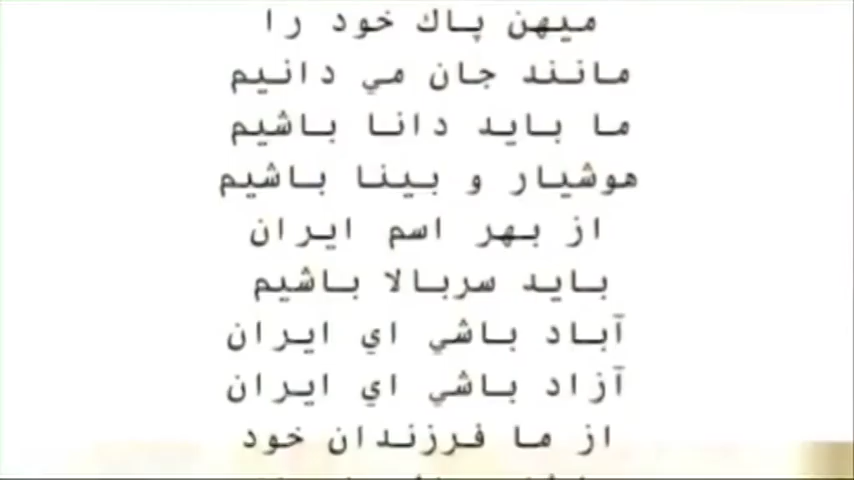 ميهن پاك خود را
مانند جان مي دانيم
ما بايد دانا باشيم
هوشيار و بينا باشيم
از بهر اسم ايران
بايد سربالا باشيم
آباد باشي اي ايران
آزاد باشي اي ايران
از ما فرزندان خود